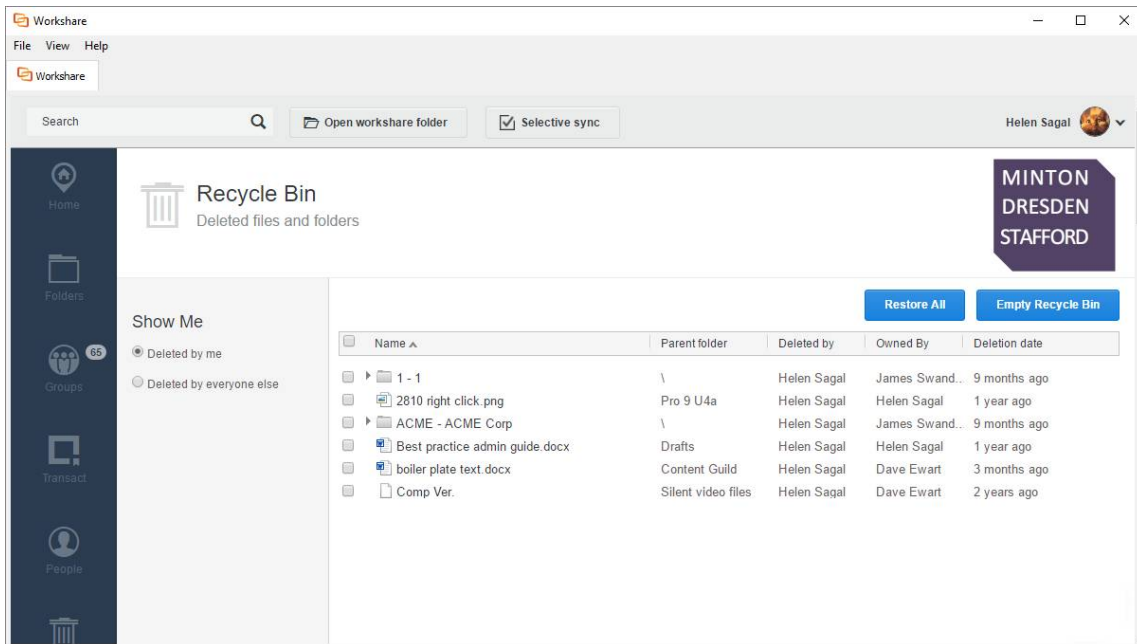 Workshare
File View Help
Workshare
Search Open workshare folder Selective sync Helen Sagal
Home
Folders
65
Groups
Transact
People
Recycle Bin
Deleted files and folders
MINTON
DRESDEN
STAFFORD
Show Me
Deleted by me
Deleted by everyone else
Restore All Empty Recycle Bin
Name Parent folder Deleted by Owned By Deletion date
1 - 1 \ Helen Sagal James Swand... 9 months ago
2810 right click.png Pro 9 U4a Helen Sagal Helen Sagal 1 year ago
ACME - ACME Corp \ Helen Sagal James Swand... 9 months ago
Best practice admin guide.docx Drafts Helen Sagal Helen Sagal 1 year ago
boiler plate text.docx Content Guild Helen Sagal Dave Ewart 3 months ago
Comp Ver. Silent video files Helen Sagal Dave Ewart 2 years ago